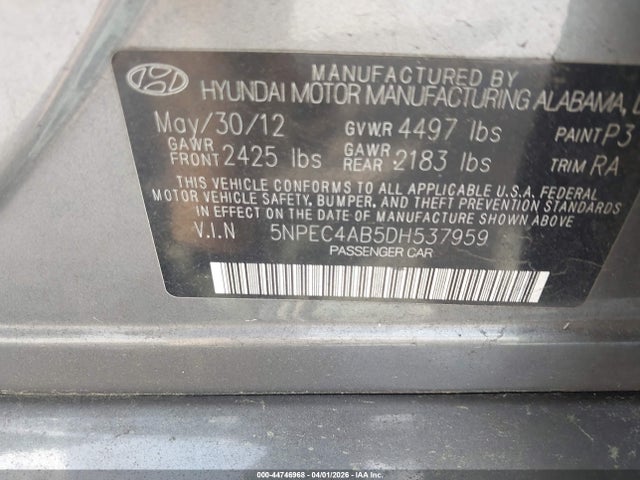 MANUFACTURED BY
HYUNDAI MOTOR MANUFACTURING ALABAMA,
May/30/12 GVWR 4497 lbs PAINT P3
GAWR FRONT 2425 lbs GAWR REAR 2183 lbs TRIM RA
THIS VEHICLE CONFORMS TO ALL APPLICABLE U.S.A. FEDERAL
MOTOR VEHICLE SAFETY, BUMPER, AND THEFT PREVENTION STANDARDS
IN EFFECT ON THE DATE OF MANUFACTURE SHOWN ABOVE.
V.I.N 5NPEC4AB5DH537959
PASSENGER CAR
000-44746968 04/01/2026 COPART/IAA